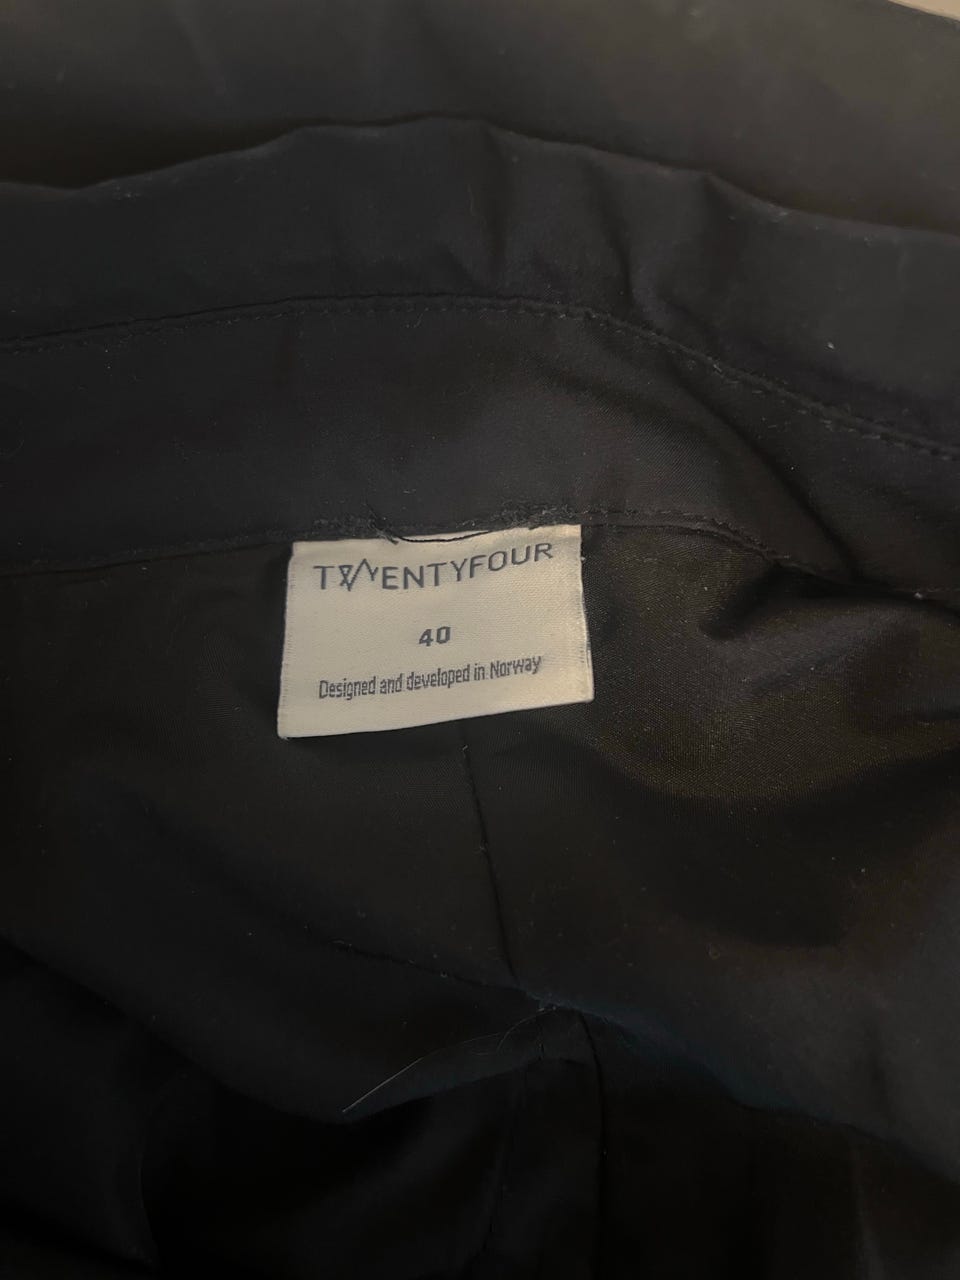 TWENTYFOUR
40
Designed and developed in Norway